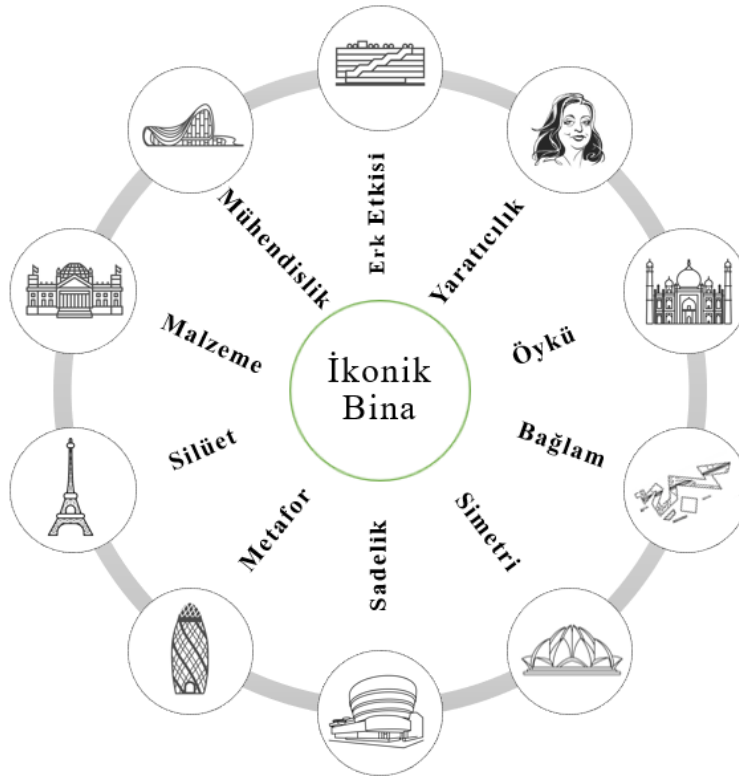 Erk Etkisi
Yaratıcılık
Öykü
Bağlam
Simetri
Sadelik
Metafor
Silüet
Malzeme
Mühendislik
İkonik
Bina